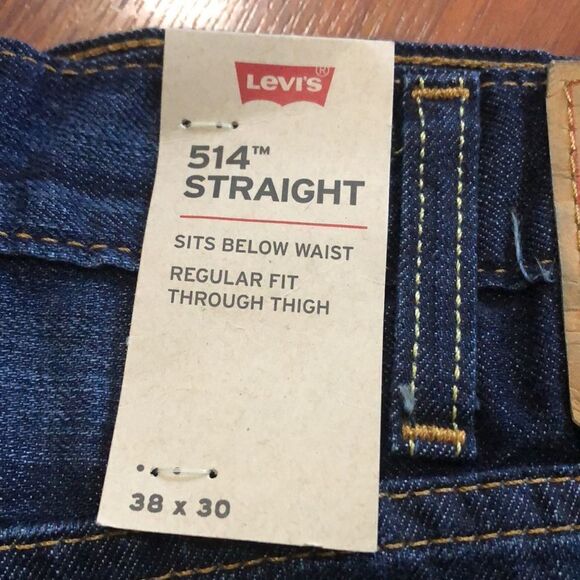 Levi's®
514™
STRAIGHT
SITS BELOW WAIST
REGULAR FIT
THROUGH THIGH
38 x 30